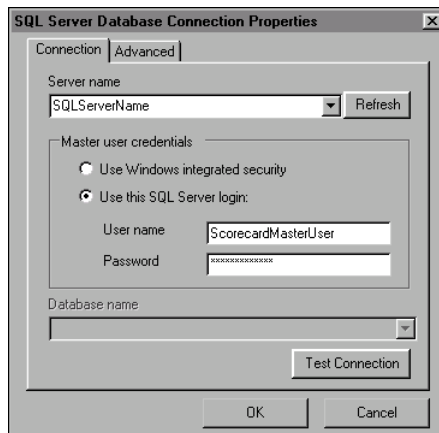 SQL Server Database Connection Properties
Connection Advanced
Server name
SQLServerName Refresh
Master user credentials
Use Windows integrated security
Use this SQL Server login:
User name ScorecardMasterUser
Password *************
Database name
Test Connection
OK Cancel